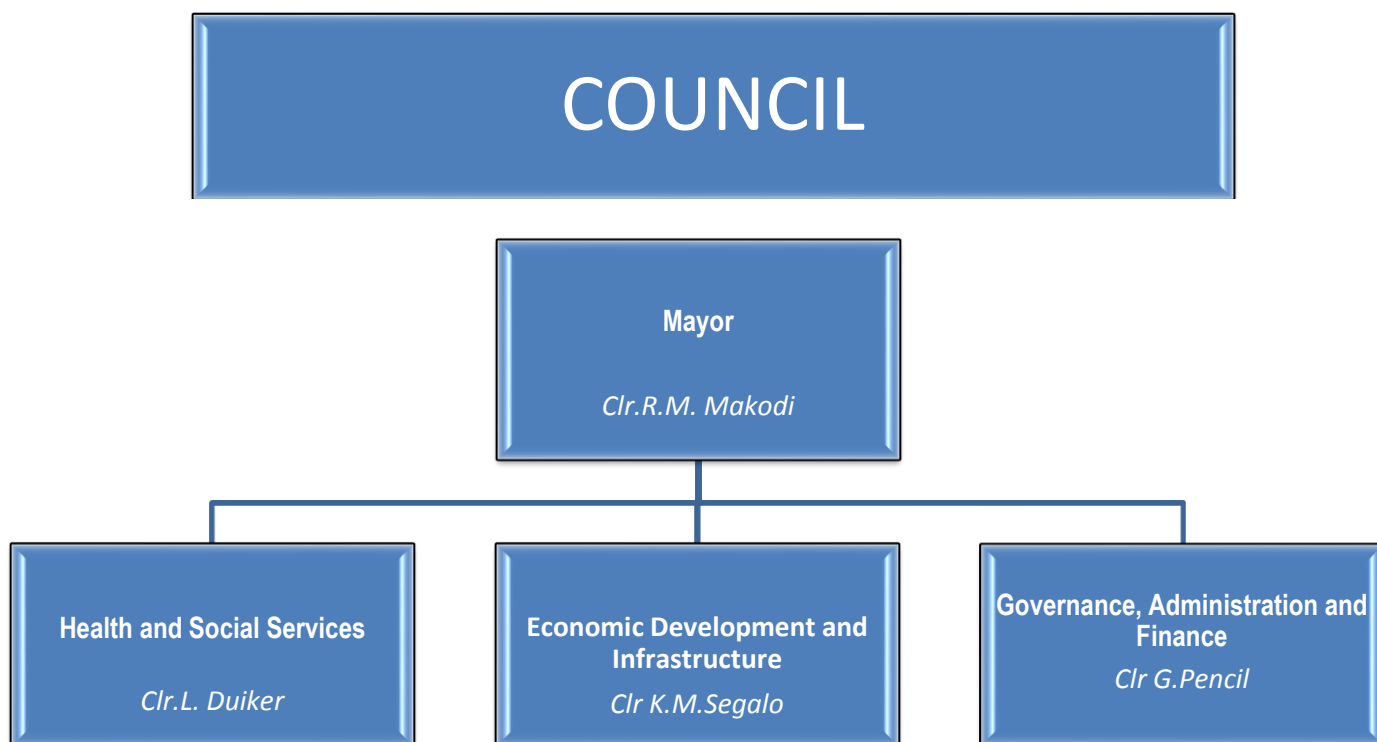 COUNCIL
Mayor
Clr.R.M. Makodi
Health and Social Services
Clr.L. Duiker
Economic Development and
Infrastructure
Clr K.M.Segalo
Governance, Administration and
Finance
Clr G.Pencil